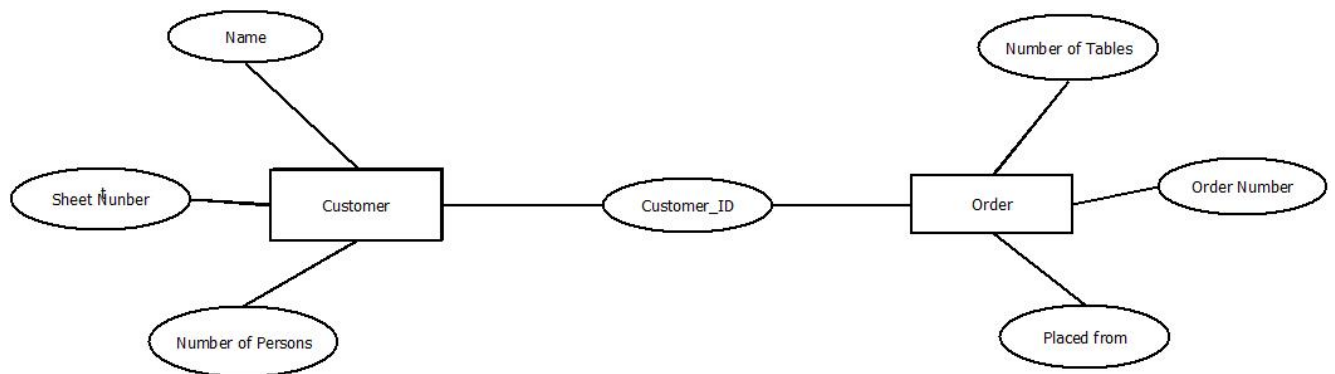 Name
Number of Tables
Sheet Nunber
Customer
Customer_ID
Order
Order Number
Number of Persons
Placed from